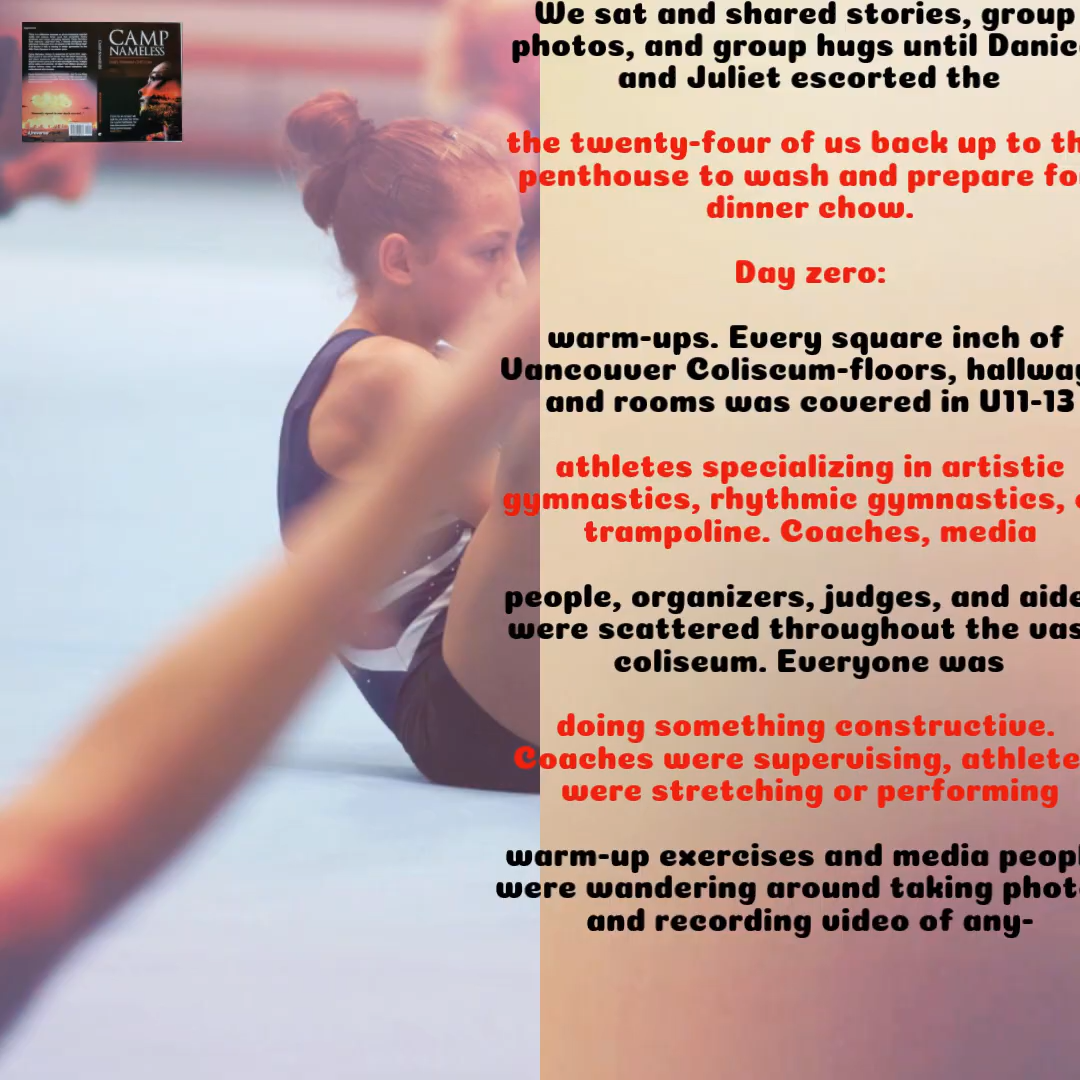 CAMP
NAMELESS
We sat and shared stories, group
photos, and group hugs until Danic
and Juliet escorted the
the twenty-four of us back up to th
penthouse to wash and prepare fo
dinner chow.
Day zero:
warm-ups. Every square inch of
Vancouver Coliscum-floors, hallway
and rooms was covered in U11-13
athletes specializing in artistic
gymnastics, rhythmic gymnastics, o
trampoline. Coaches, media
people, organizers, judges, and aide
were scattered throughout the vas
coliseum. Everyone was
doing something constructive.
Coaches were supervising, athlete
were stretching or performing
warm-up exercises and media peopl
were wandering around taking phot
and recording video of any-